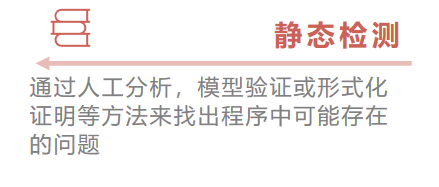 静态检测
通过人工分析，模型验证或形式化
证明等方法来找出程序中可能存在
的问题